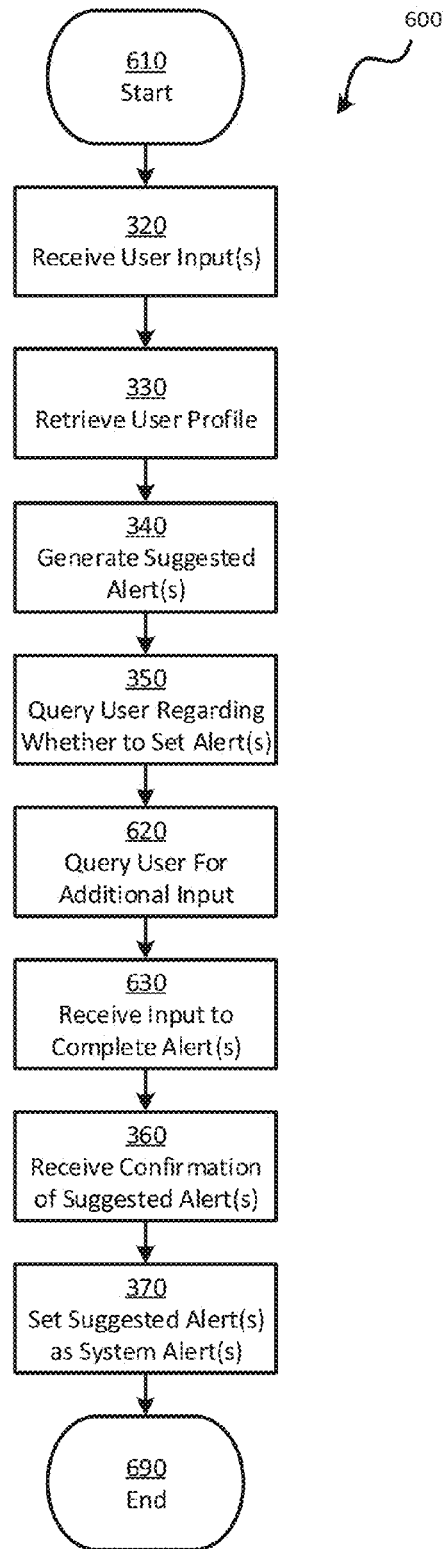 600
610
Start
320
Receive User Input(s)
330
Retrieve User Profile
340
Generate Suggested
Alert(s)
350
Query User Regarding
Whether to Set Alert(s)
620
Query User For
Additional Input
630
Receive Input to
Complete Alert(s)
360
Receive Confirmation
of Suggested Alert(s)
370
Set Suggested Alert(s)
as System Alert(s)
690
End